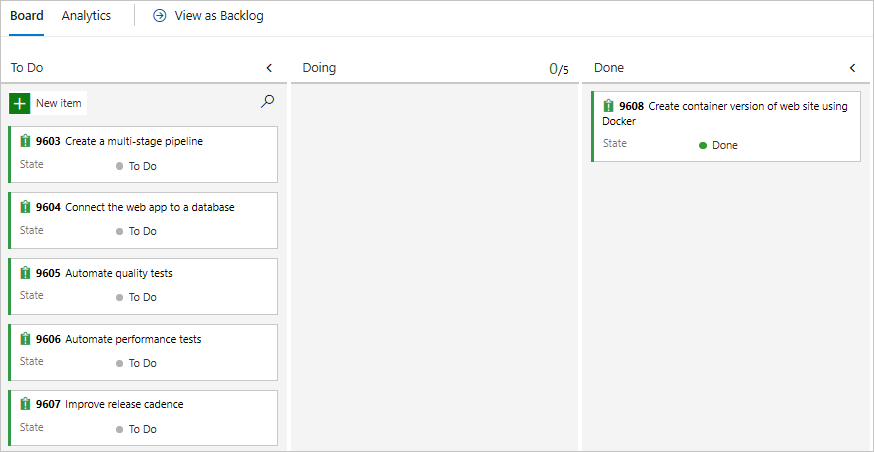 Board Analytics View as Backlog
To Do
New item
9603 Create a multi-stage pipeline
State To Do
9604 Connect the web app to a database
State To Do
9605 Automate quality tests
State To Do
9606 Automate performance tests
State To Do
9607 Improve release cadence
State To Do
Doing 0/5
Done
9608 Create container version of web site using
Docker
State Done